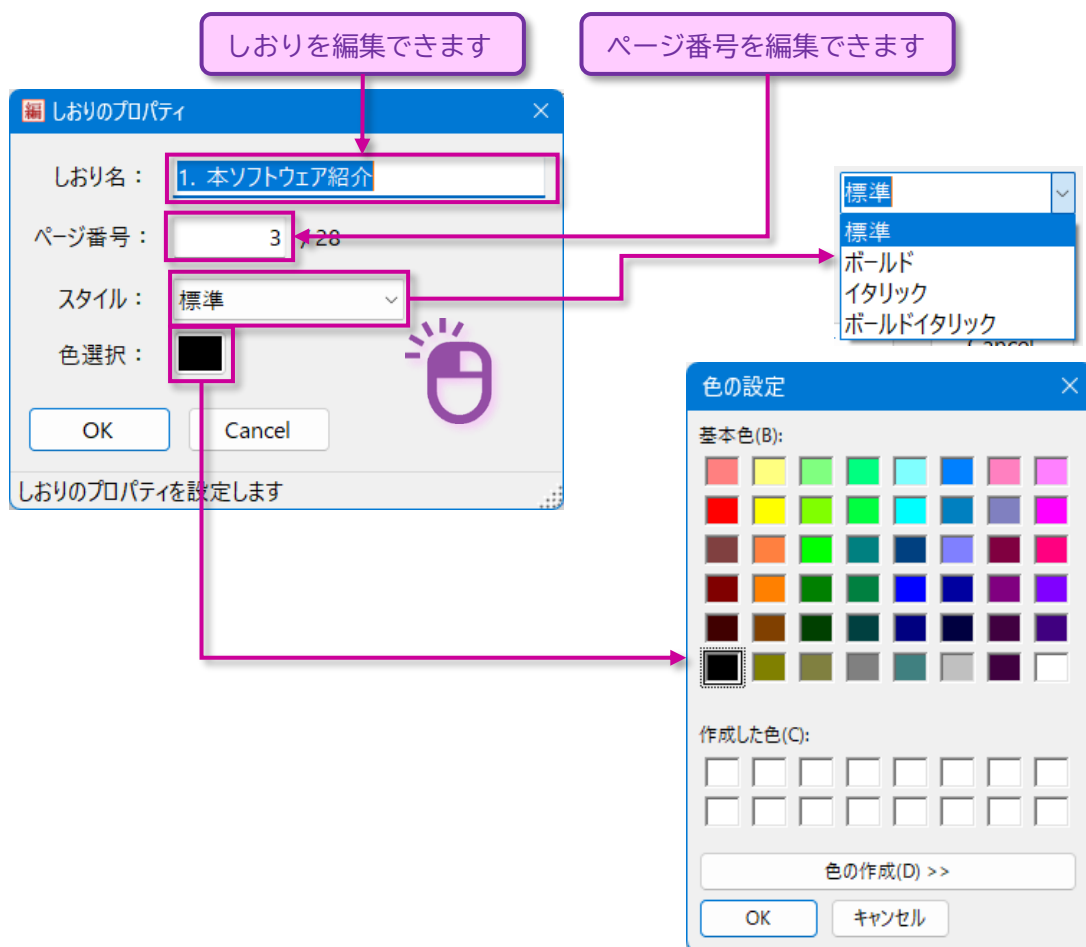 しおりを編集できます
ページ番号を編集できます
編 しおりのプロパティ
しおり名：
1. 本ソフトウェア紹介
ページ番号：
3 / 28
スタイル：
標準
色選択：
OK
Cancel
しおりのプロパティを設定します
標準
標準
ボールド
イタリック
ボールドイタリック
Cancel
色の設定
基本色(B):
作成した色(C):
色の作成(D) >>
OK
キャンセル